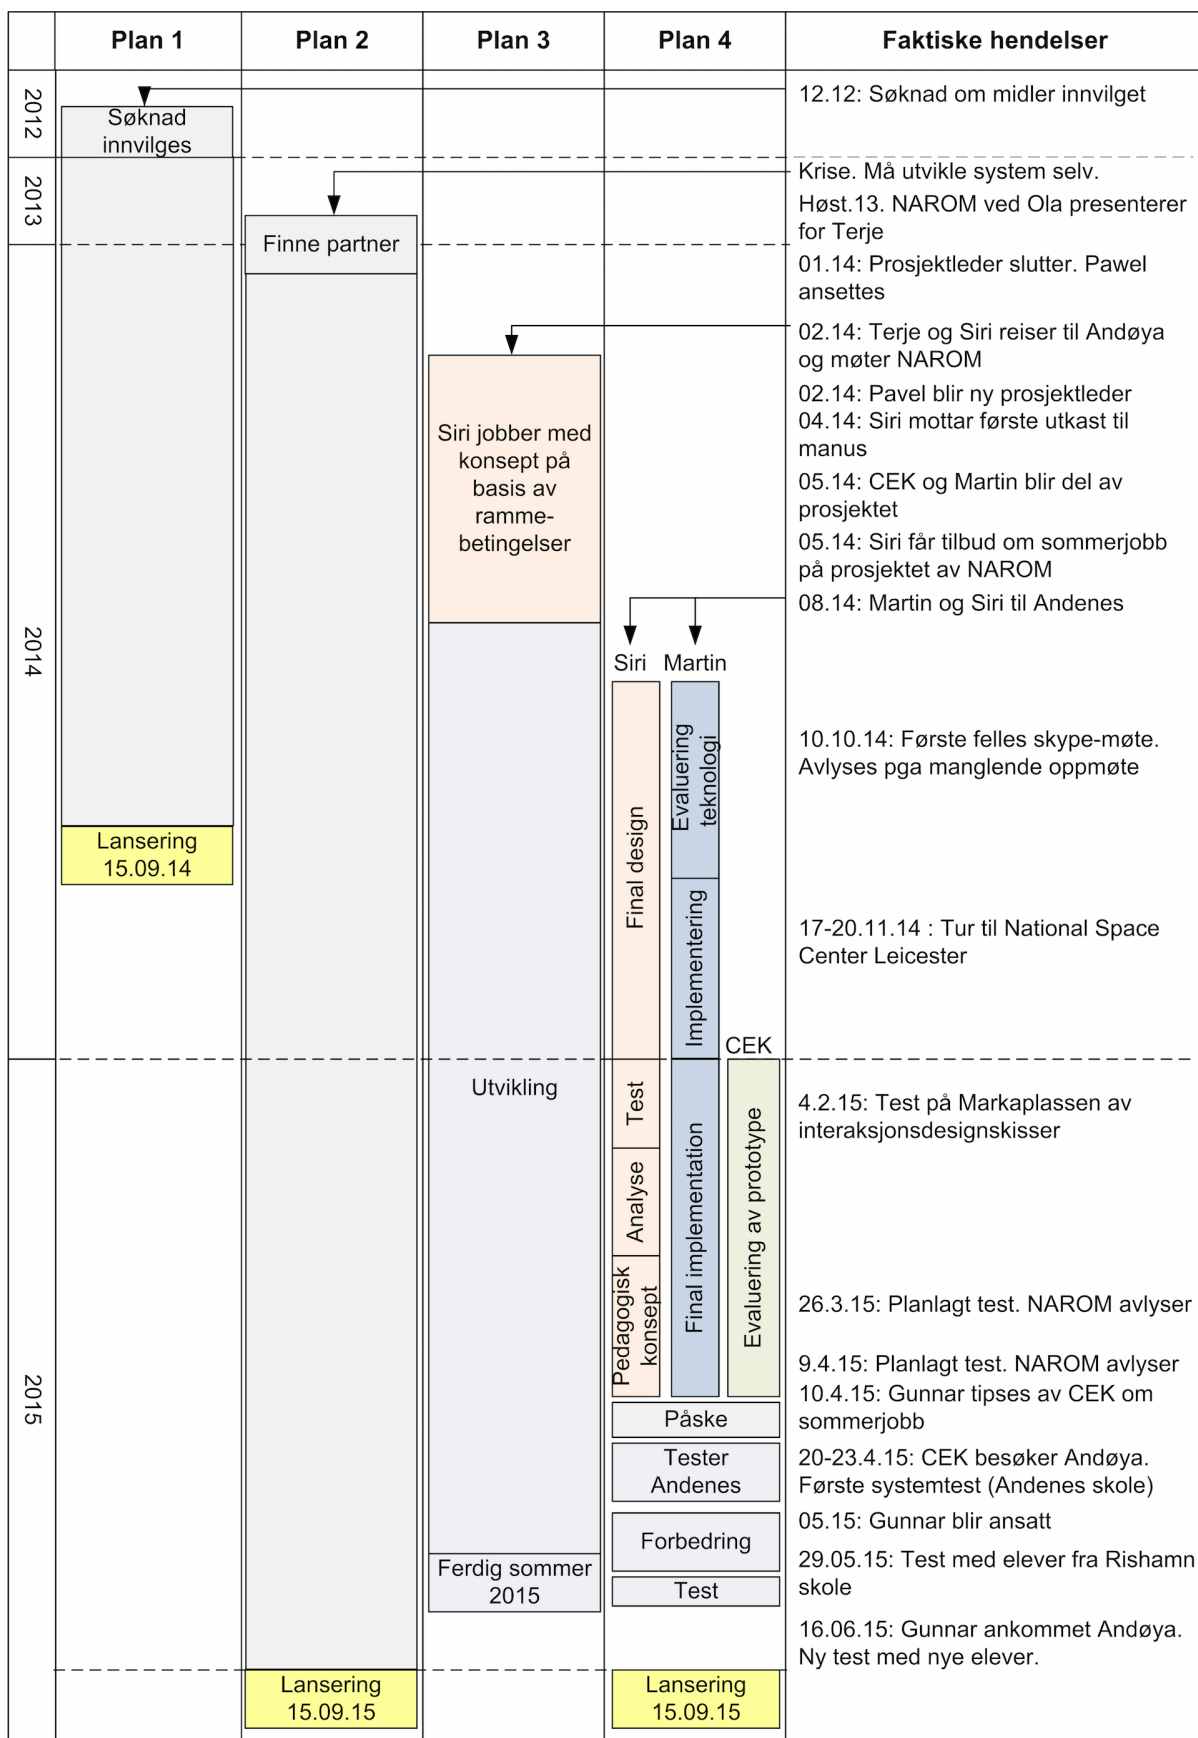 Plan 1
Plan 2
Plan 3
Plan 4
Faktiske hendelser
2012
2013
2014
2015
Søknad
innvilges
Lansering
15.09.14
Finne partner
Lansering
15.09.15
Siri jobber med
konsept på
basis av
ramme-
betingelser
Utvikling
Ferdig sommer
2015
Siri
Martin
CEK
Final design
Test
Analyse
Pedagogisk
konsept
Evaluering
teknologi
Implementering
Final implementation
Evaluering av prototype
Påske
Tester
Andenes
Forbedring
Test
Lansering
15.09.15
12.12: Søknad om midler innvilget
Krise. Må utvikle system selv.
Høst.13. NAROM ved Ola presenterer
for Terje
01.14: Prosjektleder slutter. Pawel
ansettes
02.14: Terje og Siri reiser til Andøya
og møter NAROM
02.14: Pavel blir ny prosjektleder
04.14: Siri mottar første utkast til
manus
05.14: CEK og Martin blir del av
prosjektet
05.14: Siri får tilbud om sommerjobb
på prosjektet av NAROM
08.14: Martin og Siri til Andenes
10.10.14: Første felles skype-møte.
Avlyses pga manglende oppmøte
17-20.11.14 : Tur til National Space
Center Leicester
4.2.15: Test på Markaplassen av
interaksjonsdesignskisser
26.3.15: Planlagt test. NAROM avlyser
9.4.15: Planlagt test. NAROM avlyser
10.4.15: Gunnar tipses av CEK om
sommerjobb
20-23.4.15: CEK besøker Andøya.
Første systemtest (Andenes skole)
05.15: Gunnar blir ansatt
29.05.15: Test med elever fra Rishamn
skole
16.06.15: Gunnar ankommet Andøya.
Ny test med nye elever.